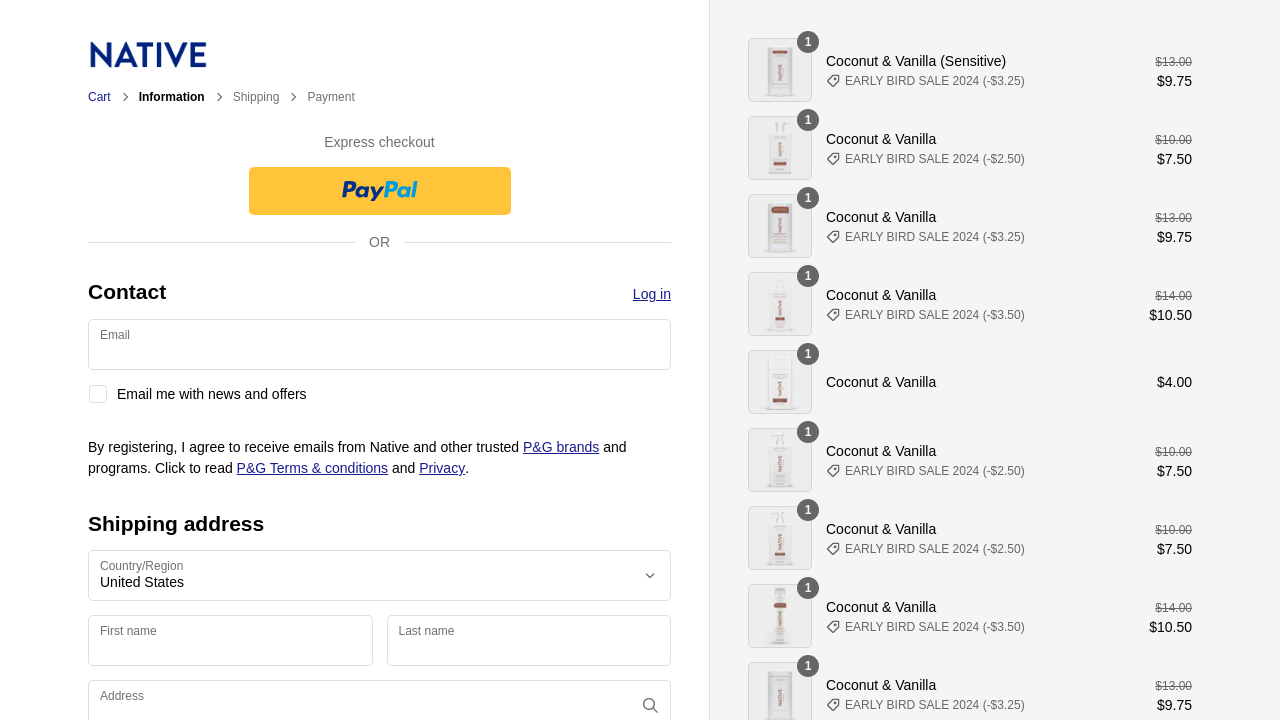 NATIVE
Cart > Information > Shipping > Payment
Express checkout
PayPal
OR
Contact
Log in
Email
Email me with news and offers
By registering, I agree to receive emails from Native and other trusted P&G brands and
programs. Click to read P&G Terms & conditions and Privacy.
Shipping address
Country/Region
United States
First name
Last name
Address
1
Coconut & Vanilla (Sensitive)
$13.00
EARLY BIRD SALE 2024 (-$3.25)
$9.75
1
Coconut & Vanilla
$10.00
EARLY BIRD SALE 2024 (-$2.50)
$7.50
1
Coconut & Vanilla
$13.00
EARLY BIRD SALE 2024 (-$3.25)
$9.75
1
Coconut & Vanilla
$14.00
EARLY BIRD SALE 2024 (-$3.50)
$10.50
1
Coconut & Vanilla
$4.00
1
Coconut & Vanilla
$10.00
EARLY BIRD SALE 2024 (-$2.50)
$7.50
1
Coconut & Vanilla
$10.00
EARLY BIRD SALE 2024 (-$2.50)
$7.50
1
Coconut & Vanilla
$14.00
EARLY BIRD SALE 2024 (-$3.50)
$10.50
1
Coconut & Vanilla
$13.00
EARLY BIRD SALE 2024 (-$3.25)
$9.75